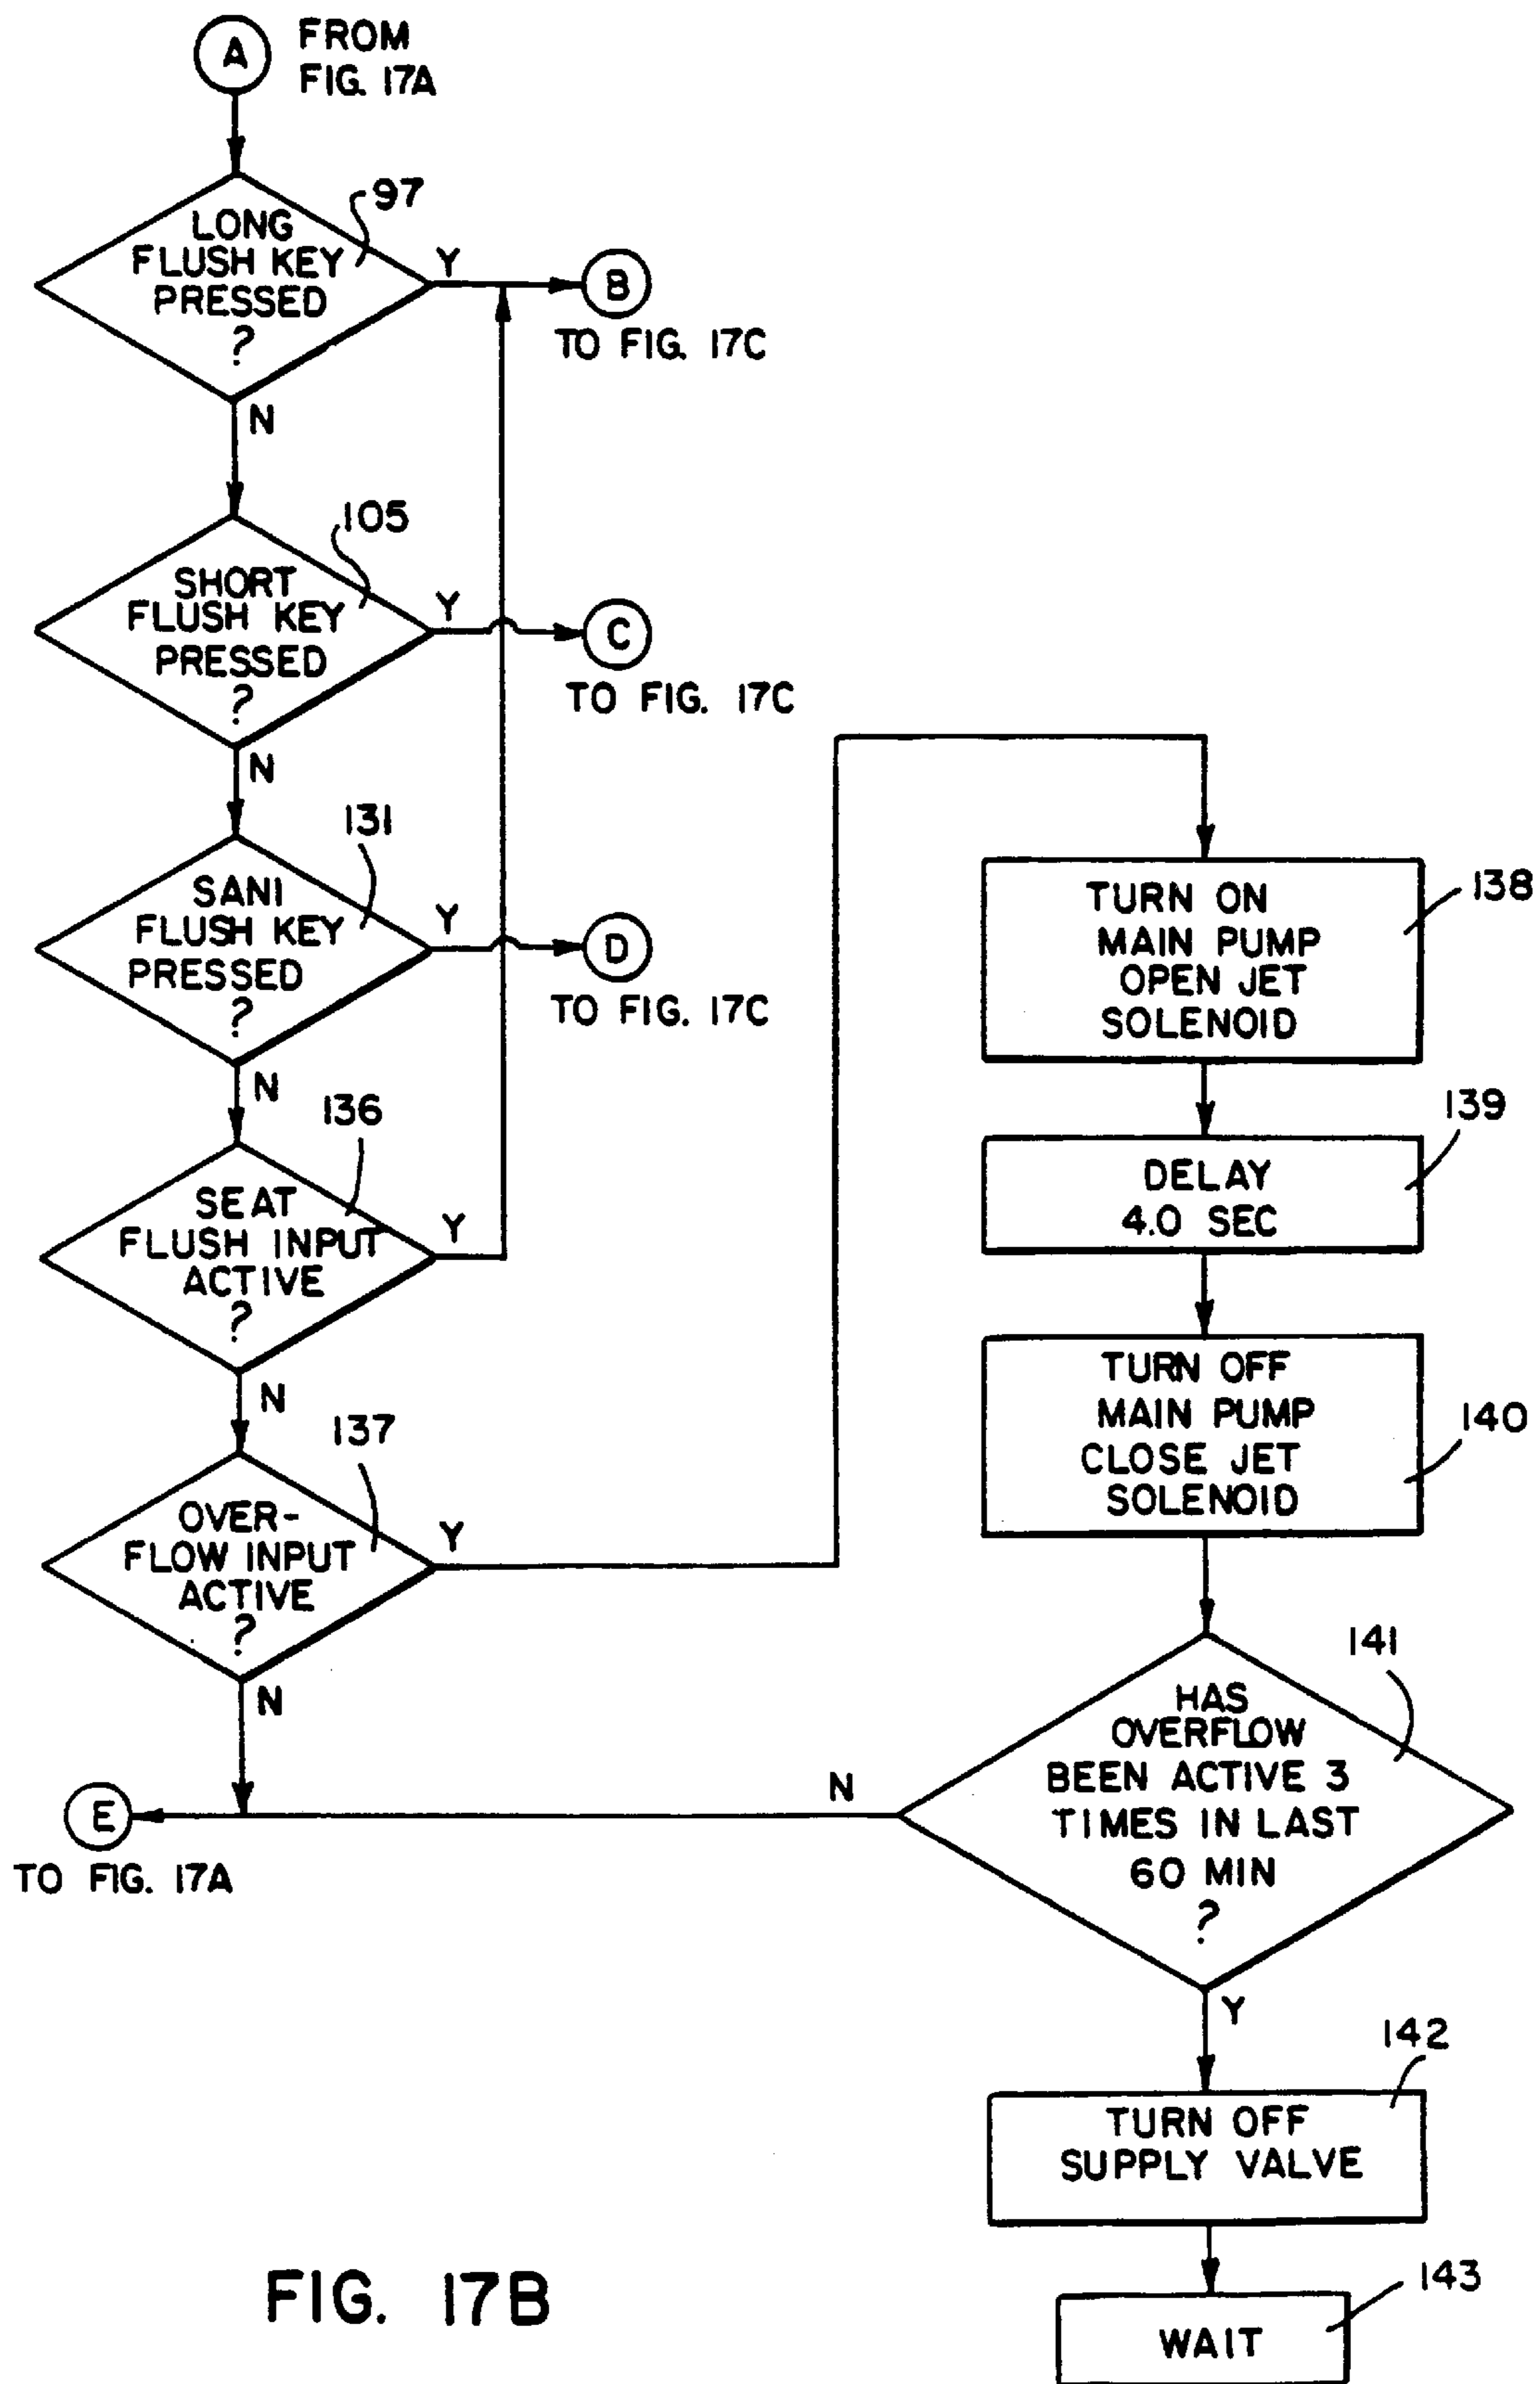 A
FROM
FIG. 17A
97
LONG
FLUSH KEY
PRESSED
?
Y
B
TO FIG. 17C
N
105
SHORT
FLUSH KEY
PRESSED
?
Y
C
TO FIG. 17C
N
131
SANI
FLUSH KEY
PRESSED
?
Y
D
TO FIG. 17C
N
136
SEAT
FLUSH INPUT
ACTIVE
?
Y
N
137
OVER-
FLOW INPUT
ACTIVE
?
Y
N
E
TO FIG. 17A
138
TURN ON
MAIN PUMP
OPEN JET
SOLENOID
139
DELAY
4.0 SEC
140
TURN OFF
MAIN PUMP
CLOSE JET
SOLENOID
141
HAS
OVERFLOW
BEEN ACTIVE 3
TIMES IN LAST
60 MIN
?
N
Y
142
TURN OFF
SUPPLY VALVE
143
WAIT
FIG. 17B